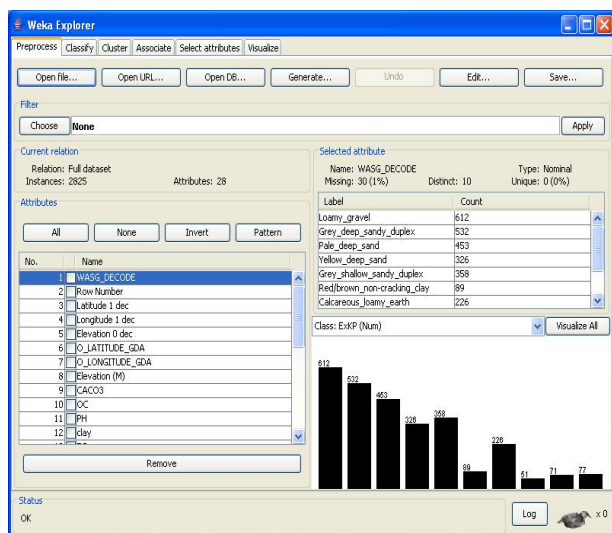 Weka Explorer
Preprocess Classify Cluster Associate Select attributes Visualize
Open file... Open URL... Open DB... Generate... Undo Edit... Save...
Filter
Choose None Apply
Current relation
Relation: Full dataset
Instances: 2825 Attributes: 28
Attributes
All None Invert Pattern
No. Name
1 WASG_DECODE
2 Row Number
3 Latitude 1 dec
4 Longitude 1 dec
5 Elevation 0 dec
6 O_LATITUDE_GDA
7 O_LONGITUDE_GDA
8 Elevation (M)
9 CACO3
10 OC
11 PH
12 clay
Remove
Selected attribute
Name: WASG_DECODE Type: Nominal
Missing: 30 (1%) Distinct: 10 Unique: 0 (0%)
Label Count
Loamy_gravel 612
Grey_deep_sandy_duplex 532
Pale_deep_sand 453
Yellow_deep_sand 326
Grey_shallow_sandy_duplex 358
Red/brown_non-cracking_clay 89
Calcareous_loamy_earth 226
Class: ExKP (Num) Visualize All
612
532
453
326
358
89
226
51
71
77
Status
OK
Log x 0